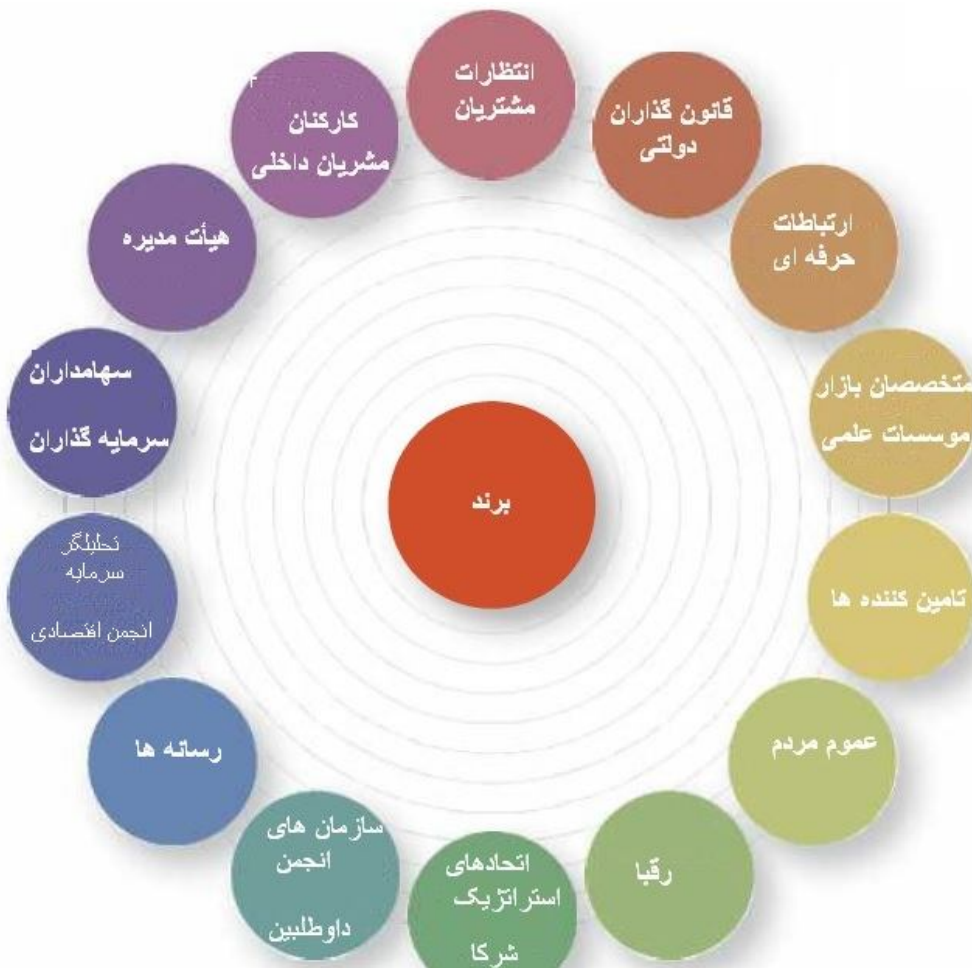 انتظارات
مشتریان
قانون گذاران
دولتی
ارتباطات
حرفه ای
متخصصان بازار
موسسات علمی
تامین کننده ها
عموم مردم
رقبا
اتحادهای
استراتژیک
شرکا
سازمان های
انجمن
داوطلبین
رسانه ها
تحلیلگر
سرمایه
انجمن اقتصادی
سهامداران
سرمایه گذاران
هیأت مدیره
کارکنان
مشریان داخلی
برند